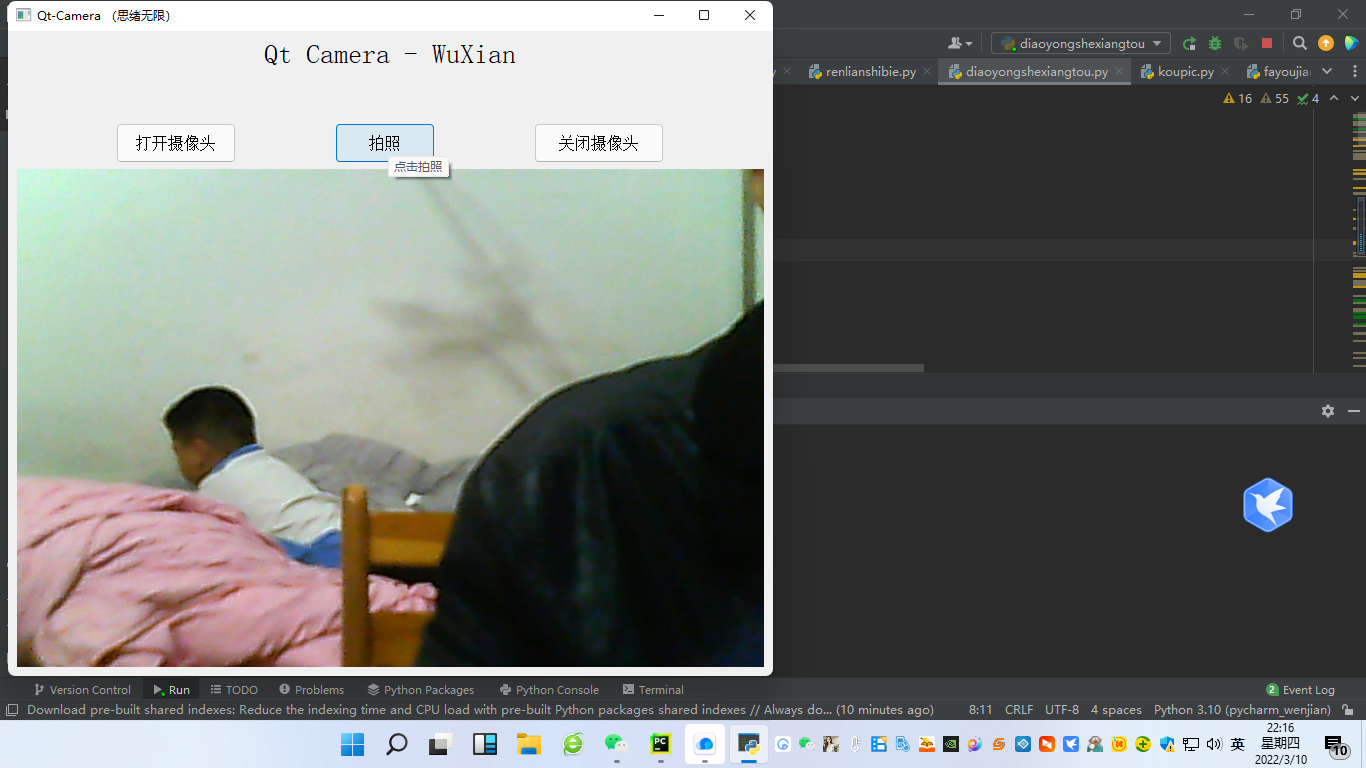 Qt-Camera （思绪无限）
Qt Camera - WuXian
打开摄像头
拍照
关闭摄像头
点击拍照
diaoyongshexiangtou
renlianshibie.py
diaoyongshexiangtou.py
koupic.py
fayoujia
16
55
4
Version Control
Run
TODO
Problems
Python Packages
Python Console
Terminal
2 Event Log
Download pre-built shared indexes: Reduce the indexing time and CPU load with pre-built Python packages shared indexes // Always do... (10 minutes ago)
8:11
CRLF
UTF-8
4 spaces
Python 3.10 (pycharm_wenjian)
PC
英
22:16
星期四
2022/3/10
10